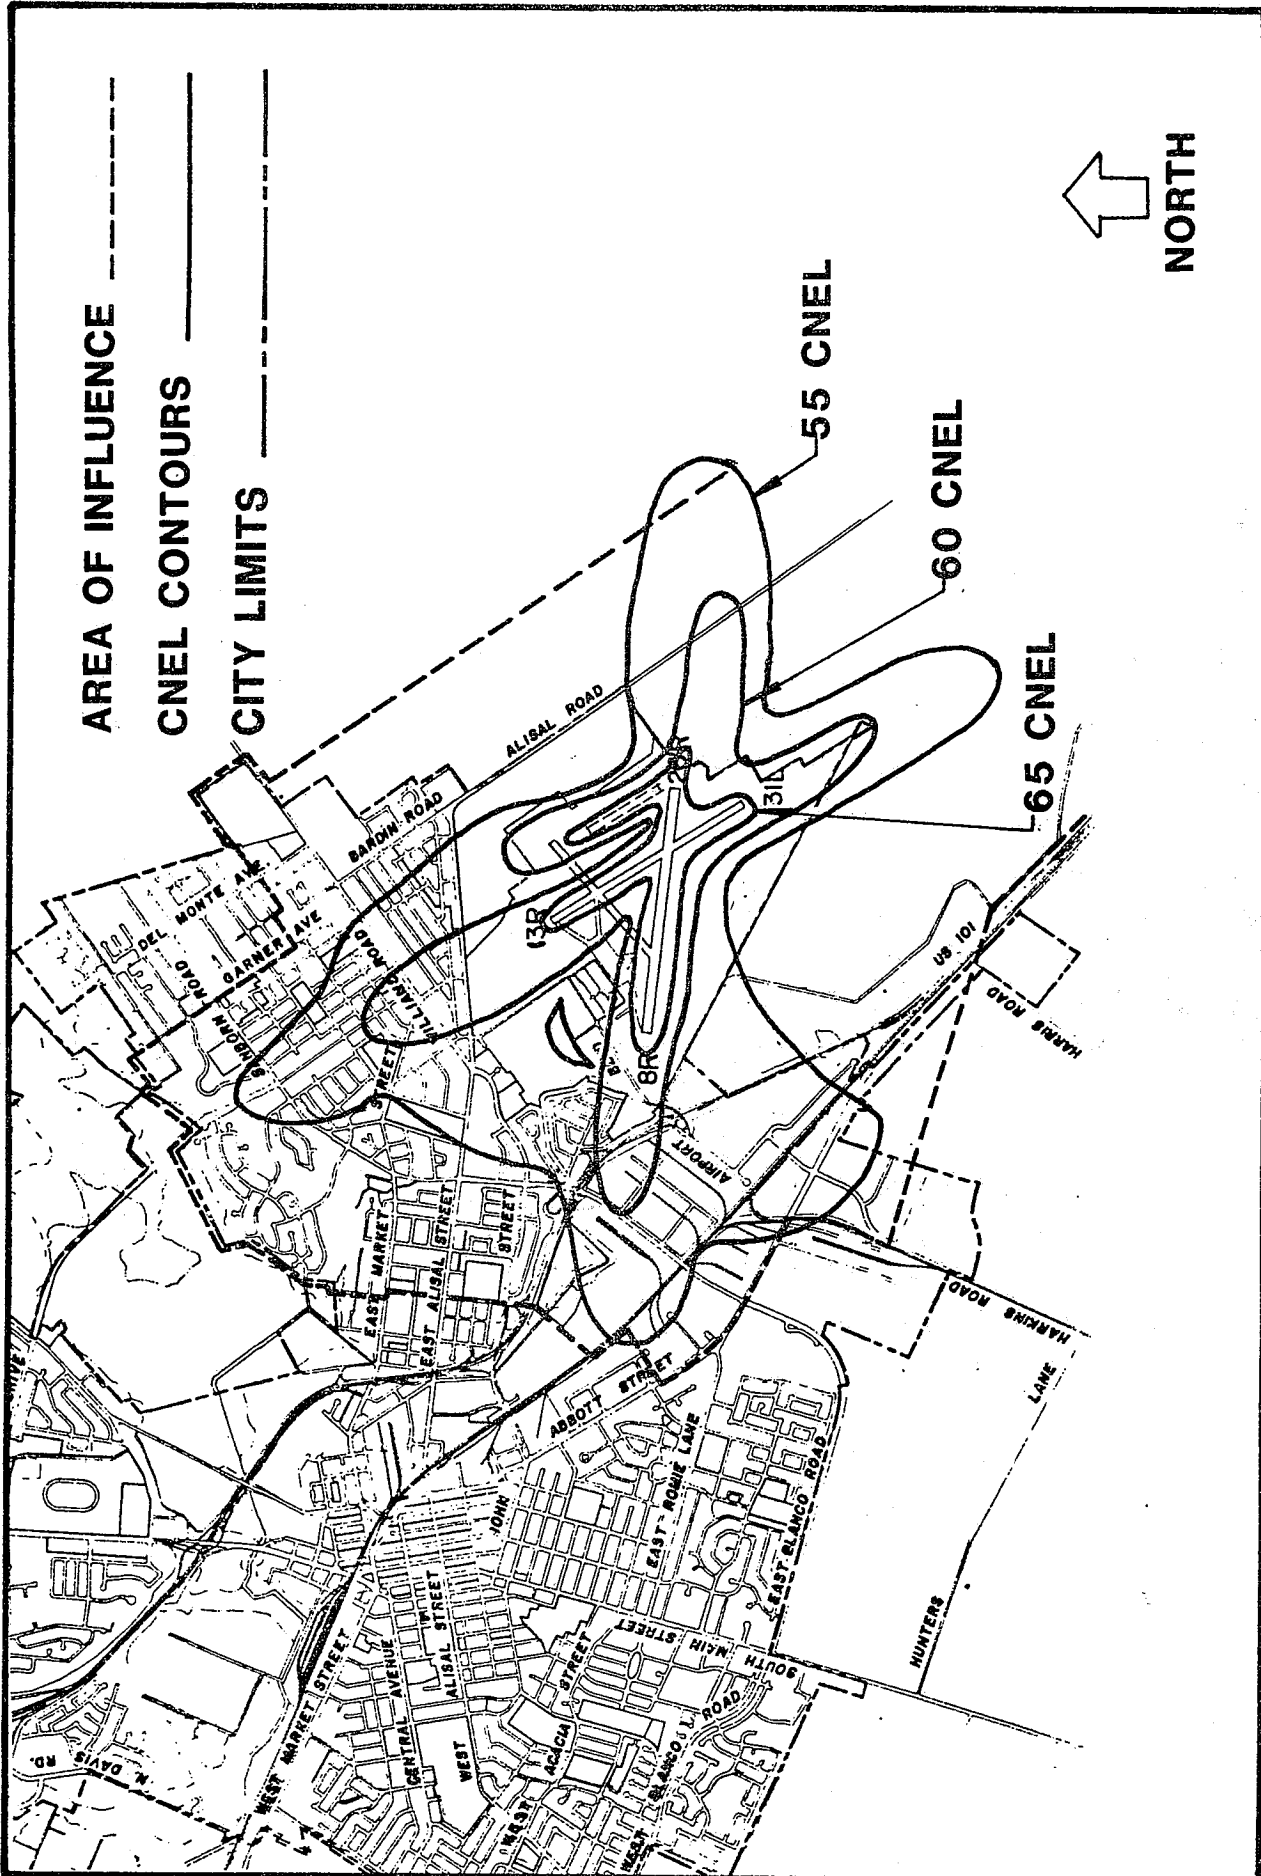 AREA OF INFLUENCE
CNEL CONTOURS
CITY LIMITS
NORTH
55 CNEL
60 CNEL
65 CNEL
ALISAL ROAD
BARDIN ROAD
DEL MONTE AVE.
GARNER AVE
SANBORN ROAD
WILLIAMS ROAD
13R
31L
8R
AIRPORT
US 101
HARRIS ROAD
HARKINS ROAD
HUNTERS LANE
EAST MARKET STREET
EAST ALISAL STREET
STREET
ABBOTT STREET
JOHN
EAST ROMIE LANE
EAST BLANCO ROAD
SOUTH MAIN STREET
WEST MARKET STREET
CENTRAL AVENUE
WEST ALISAL STREET
WEST ACACIA STREET
WEST BLANCO ROAD
N. DAVIS RD.